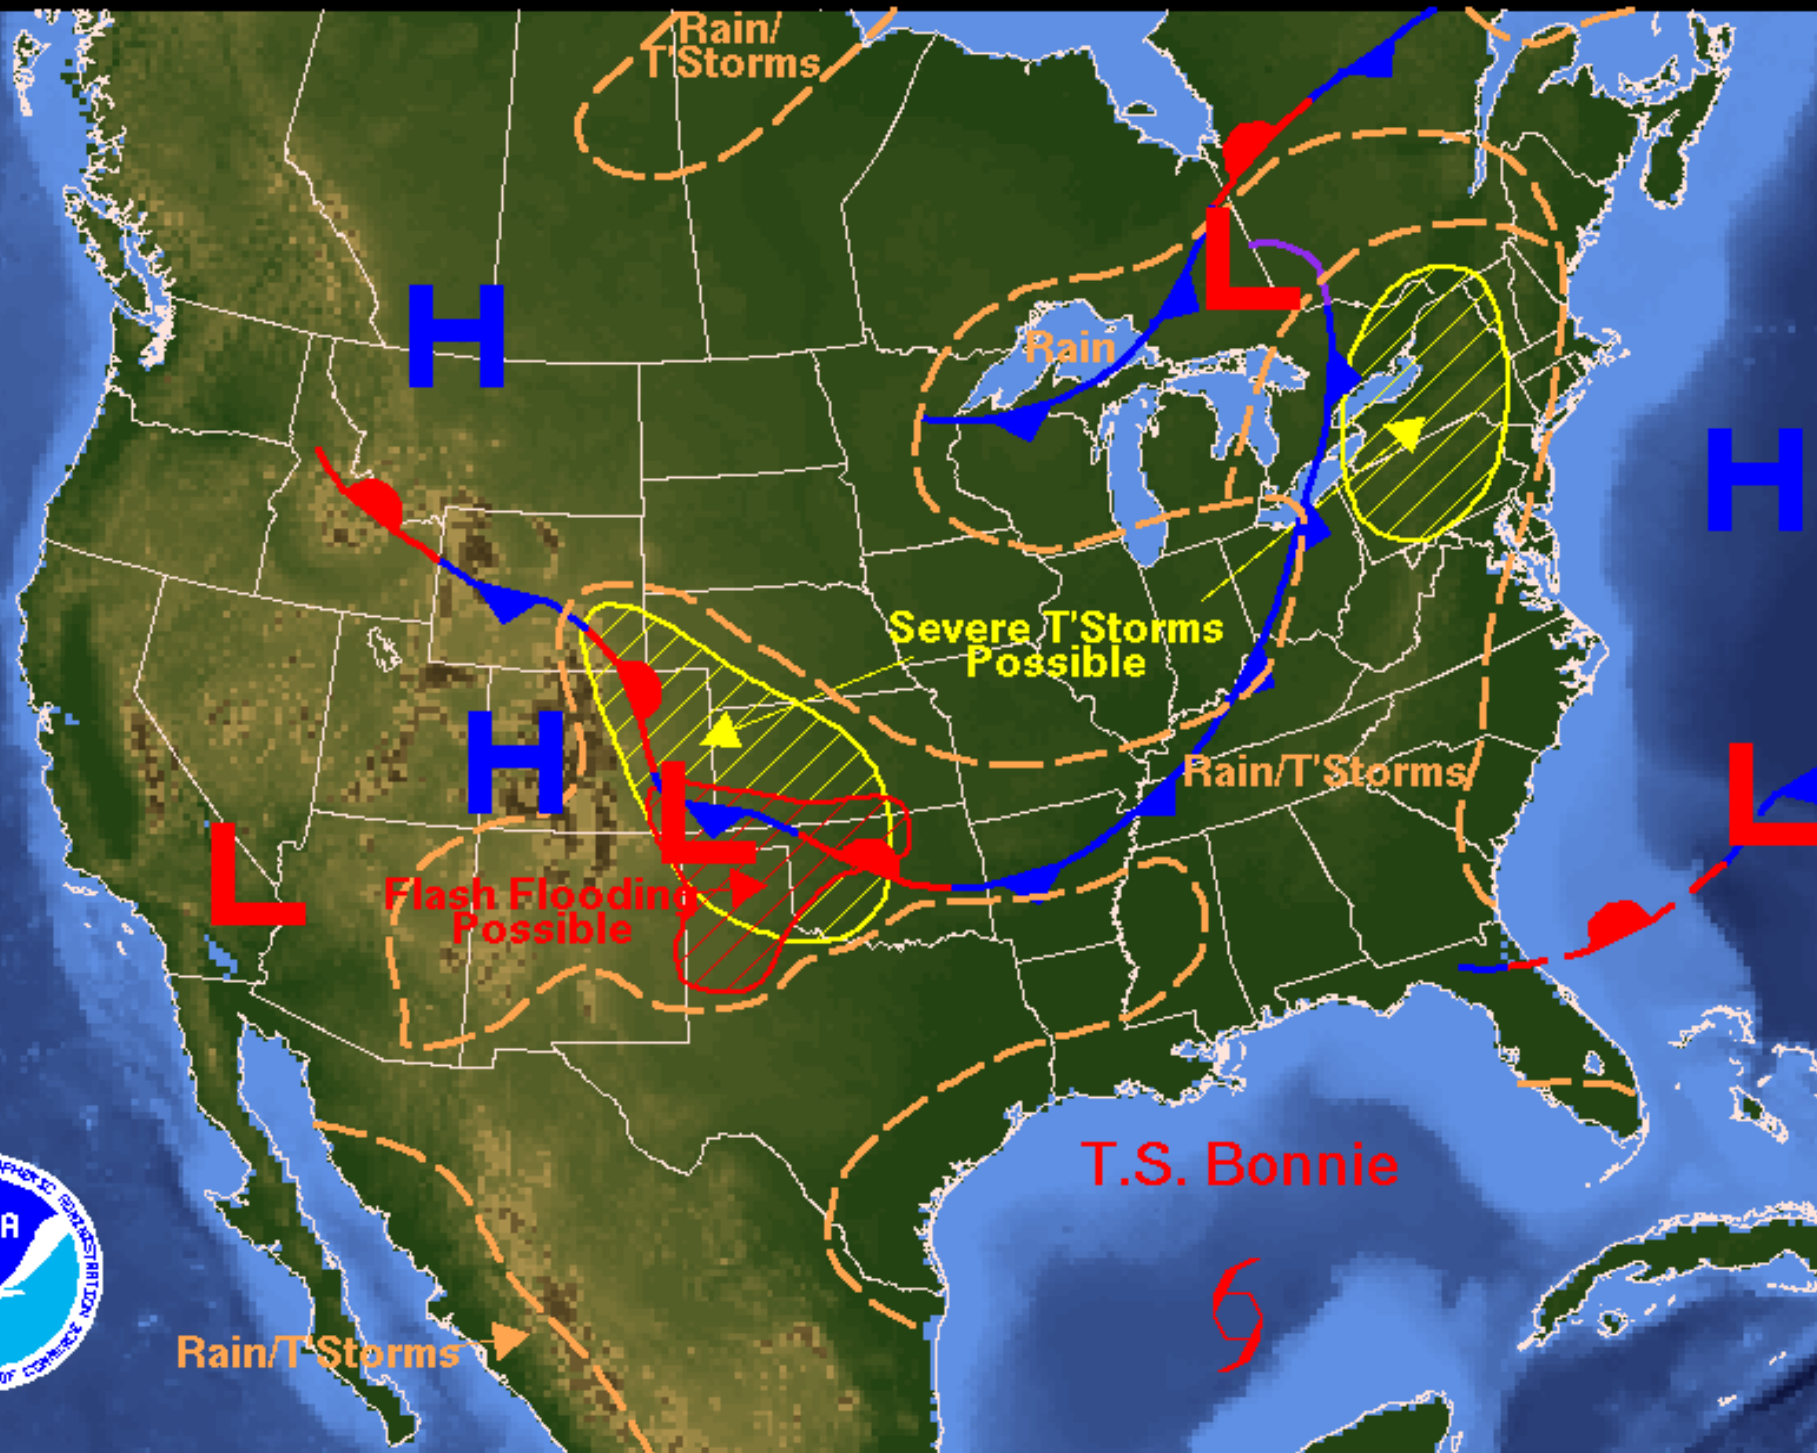 Rain/
T'Storms
H
L
Rain
H
Severe T'Storms
Possible
H
Rain/T'Storms
L
L
L
Flash Flooding
Possible
T.S. Bonnie
A
Rain/T'Storms